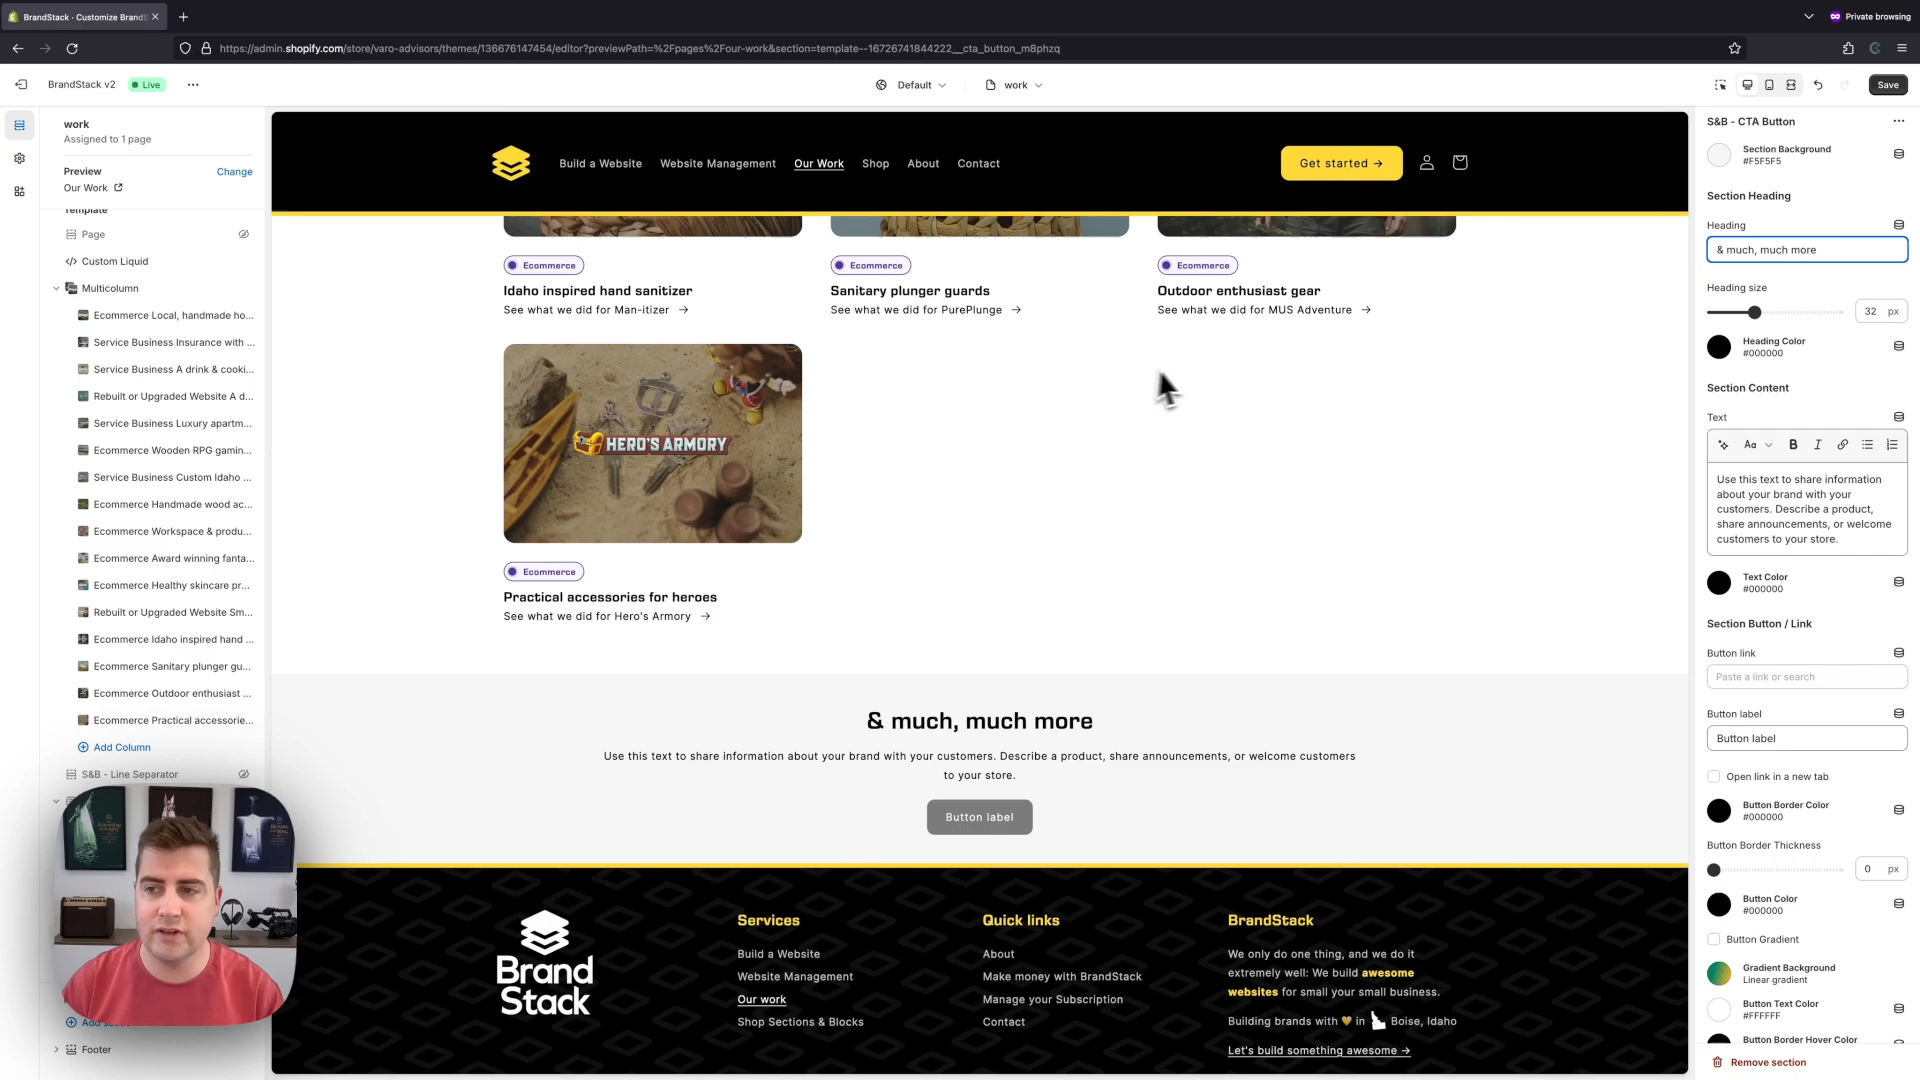 BrandStack · Customize BrandS
Private browsing
https://admin.shopify.com/store/varo-advisors/themes/136676147454/editor?previewPath=%2Fpages%2Four-work&section=template--16726741844222__cta_button_m8phzq
BrandStack v2
Live
Default
work
Save
work
Assigned to 1 page
Preview
Change
Our Work
Template
Page
Custom Liquid
Multicolumn
Ecommerce Local, handmade ho...
Service Business Insurance with ...
Service Business A drink & cooki...
Rebuilt or Upgraded Website A d...
Service Business Luxury apartm...
Ecommerce Wooden RPG gamin...
Service Business Custom Idaho ...
Ecommerce Handmade wood ac...
Ecommerce Workspace & produ...
Ecommerce Award winning fanta...
Ecommerce Healthy skincare pr...
Rebuilt or Upgraded Website Sm...
Ecommerce Idaho inspired hand ...
Ecommerce Sanitary plunger gu...
Ecommerce Outdoor enthusiast ...
Ecommerce Practical accessorie...
Add Column
S&B - Line Separator
Footer
Build a Website
Website Management
Our Work
Shop
About
Contact
Get started →
Ecommerce
Idaho inspired hand sanitizer
See what we did for Man-itizer →
Ecommerce
Sanitary plunger guards
See what we did for PurePlunge →
Ecommerce
Outdoor enthusiast gear
See what we did for MUS Adventure →
HERO'S ARMORY
Ecommerce
Practical accessories for heroes
See what we did for Hero's Armory →
& much, much more
Use this text to share information about your brand with your customers. Describe a product, share announcements, or welcome customers
to your store.
Button label
Brand
Stack
Services
Build a Website
Website Management
Our work
Shop Sections & Blocks
Quick links
About
Make money with BrandStack
Manage your Subscription
Contact
BrandStack
We only do one thing, and we do it
extremely well: We build awesome
websites for small your small business.
Building brands with 💛 in Boise, Idaho
Let's build something awesome →
S&B - CTA Button
Section Background
#F5F5F5
Section Heading
Heading
& much, much more
Heading size
32 px
Heading Color
#000000
Section Content
Text
Aa
B
I
Use this text to share information
about your brand with your
customers. Describe a product,
share announcements, or welcome
customers to your store.
Text Color
#000000
Section Button / Link
Button link
Paste a link or search
Button label
Button label
Open link in a new tab
Button Border Color
#000000
Button Border Thickness
0 px
Button Color
#000000
Button Gradient
Gradient Background
Linear gradient
Button Text Color
#FFFFFF
Button Border Hover Color
Remove section